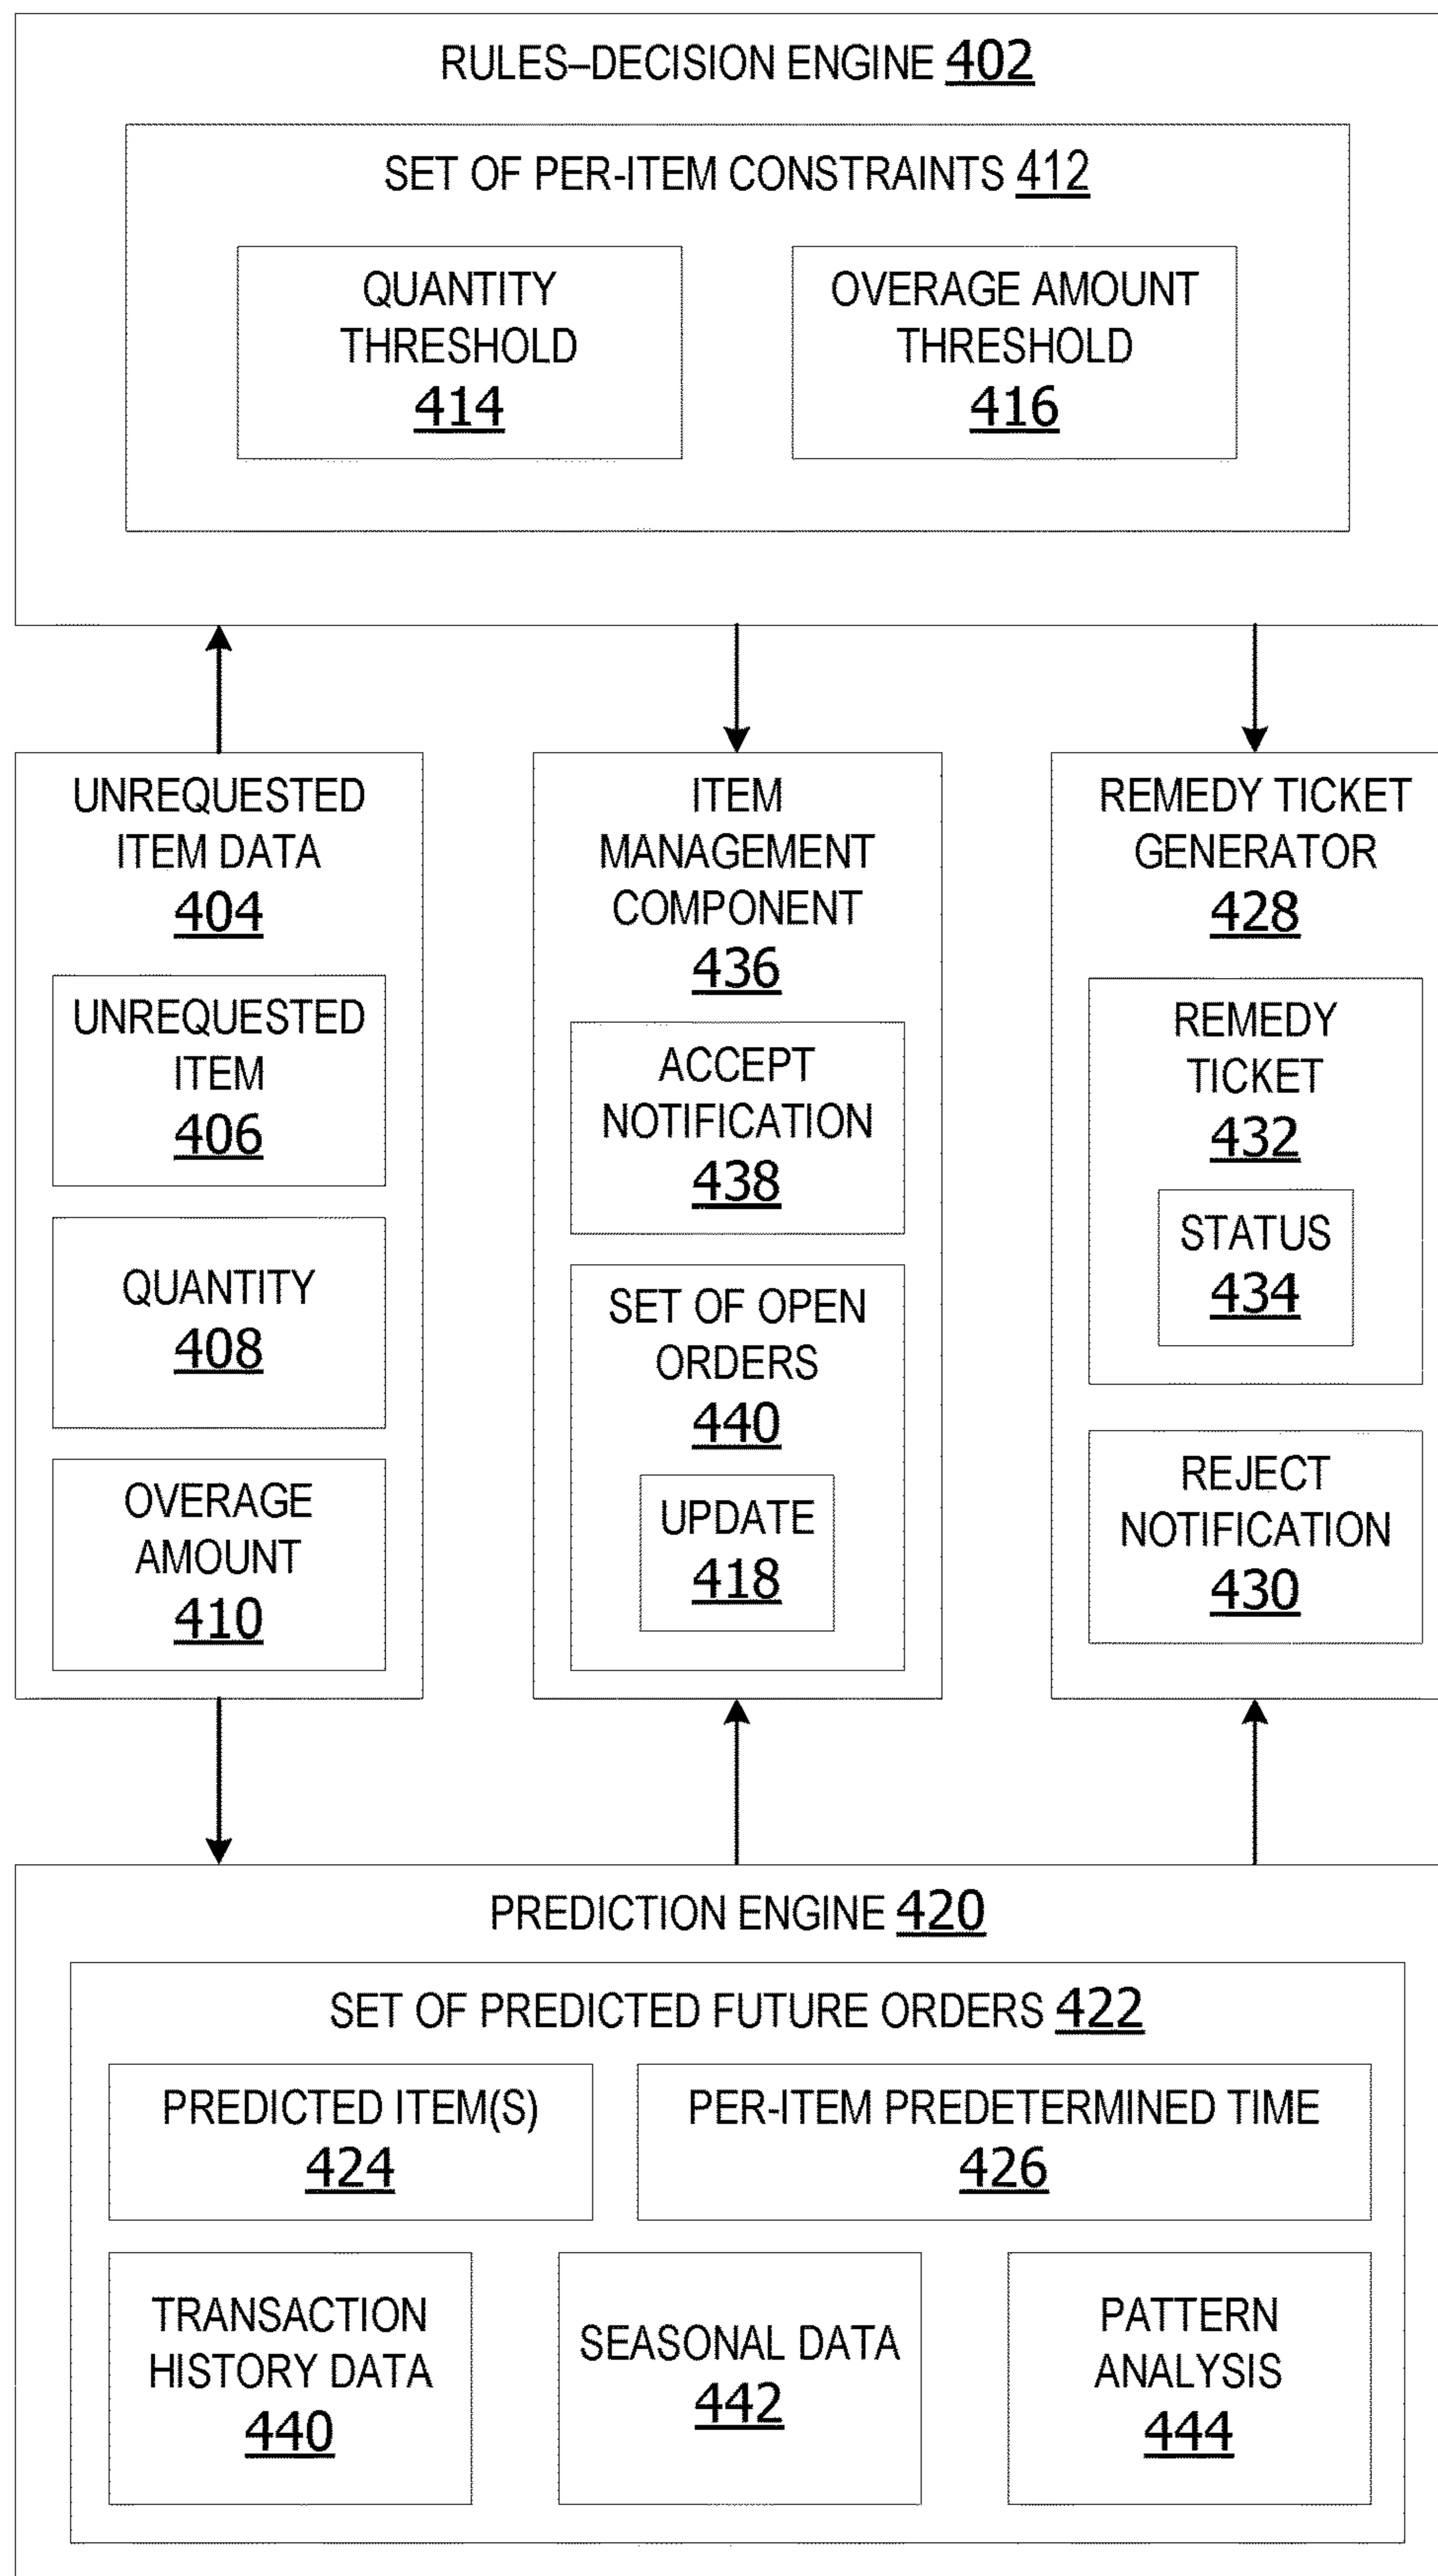 RULES–DECISION ENGINE 402
SET OF PER-ITEM CONSTRAINTS 412
QUANTITY
THRESHOLD
414
OVERAGE AMOUNT
THRESHOLD
416
UNREQUESTED
ITEM DATA
404
UNREQUESTED
ITEM
406
QUANTITY
408
OVERAGE
AMOUNT
410
ITEM
MANAGEMENT
COMPONENT
436
ACCEPT
NOTIFICATION
438
SET OF OPEN
ORDERS
440
UPDATE
418
REMEDY TICKET
GENERATOR
428
REMEDY
TICKET
432
STATUS
434
REJECT
NOTIFICATION
430
PREDICTION ENGINE 420
SET OF PREDICTED FUTURE ORDERS 422
PREDICTED ITEM(S)
424
PER-ITEM PREDETERMINED TIME
426
TRANSACTION
HISTORY DATA
440
SEASONAL DATA
442
PATTERN
ANALYSIS
444